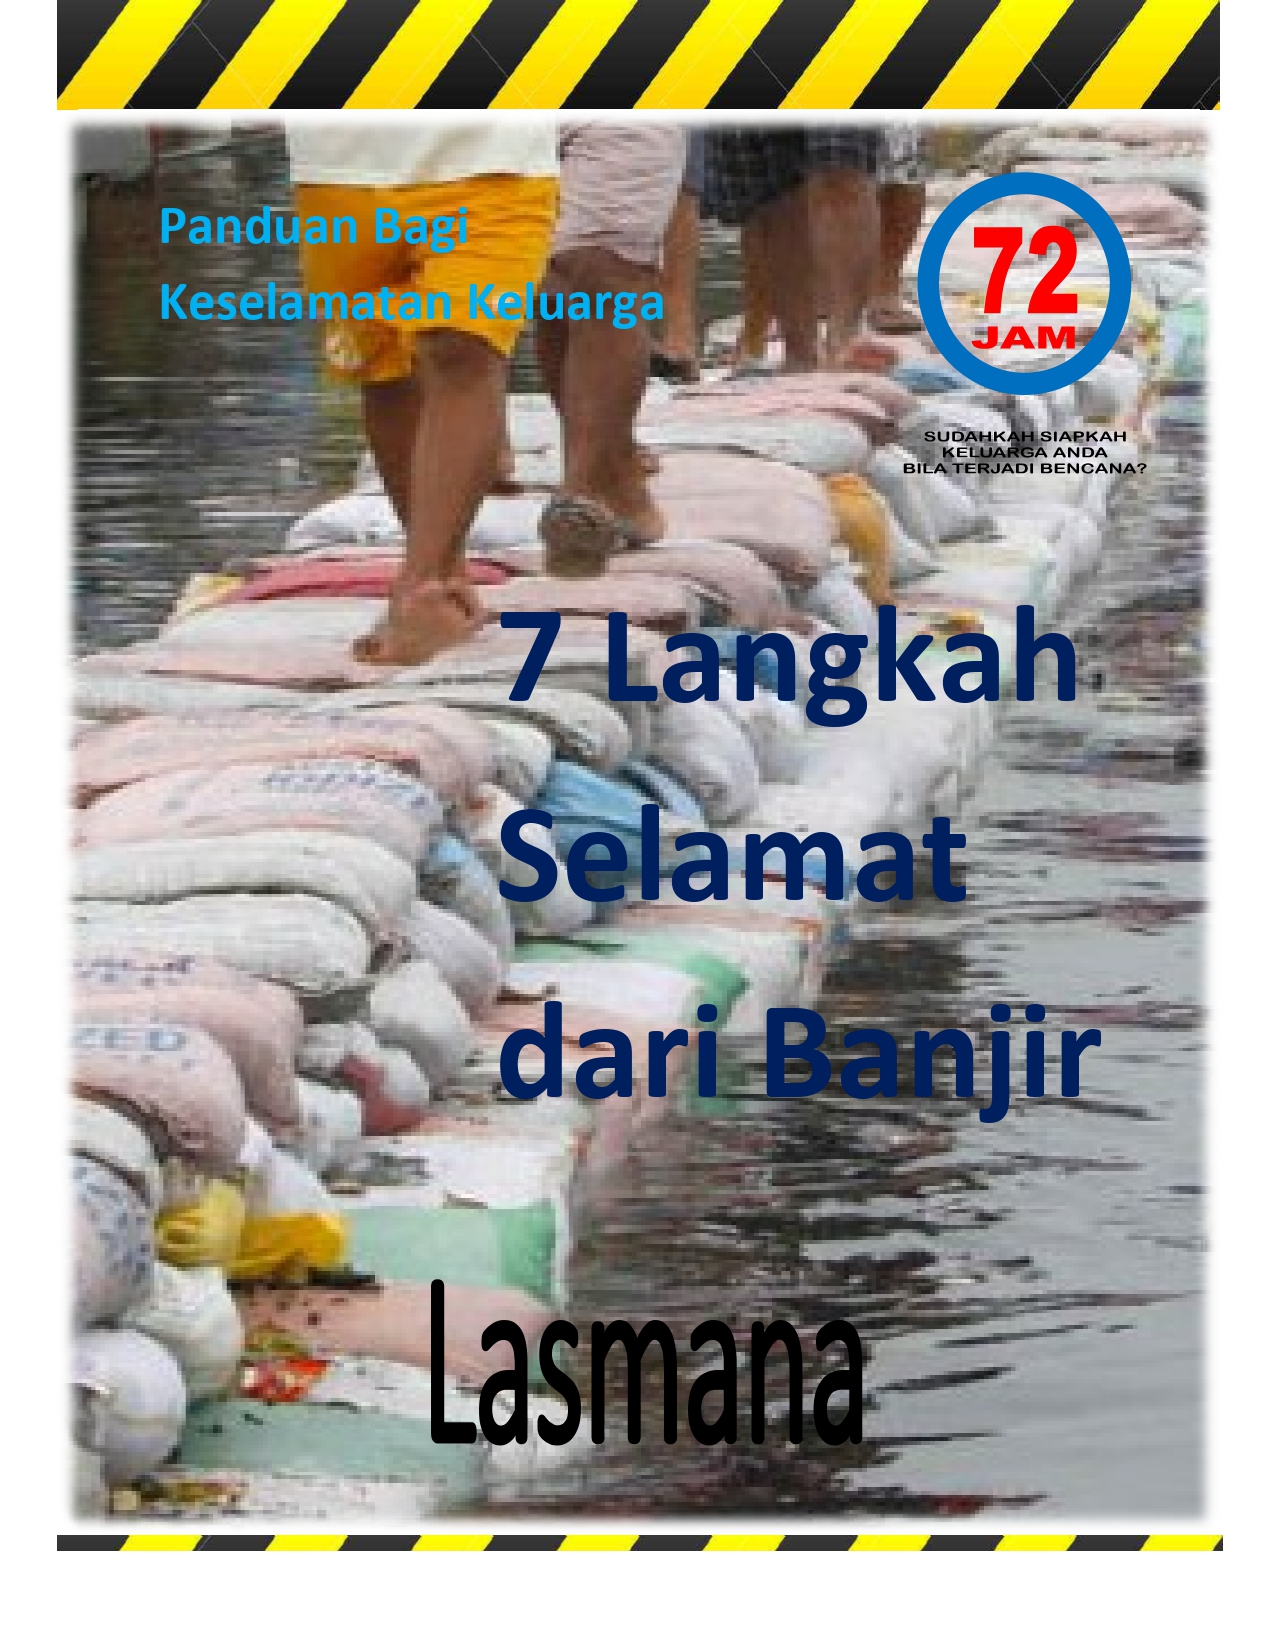 Panduan Bagi
Keselamatan Keluarga
72
JAM
SUDAHKAH SIAPKAH
KELUARGA ANDA
BILA TERJADI BENCANA?
7 Langkah
Selamat
dari Banjir
ZED
Lasmana